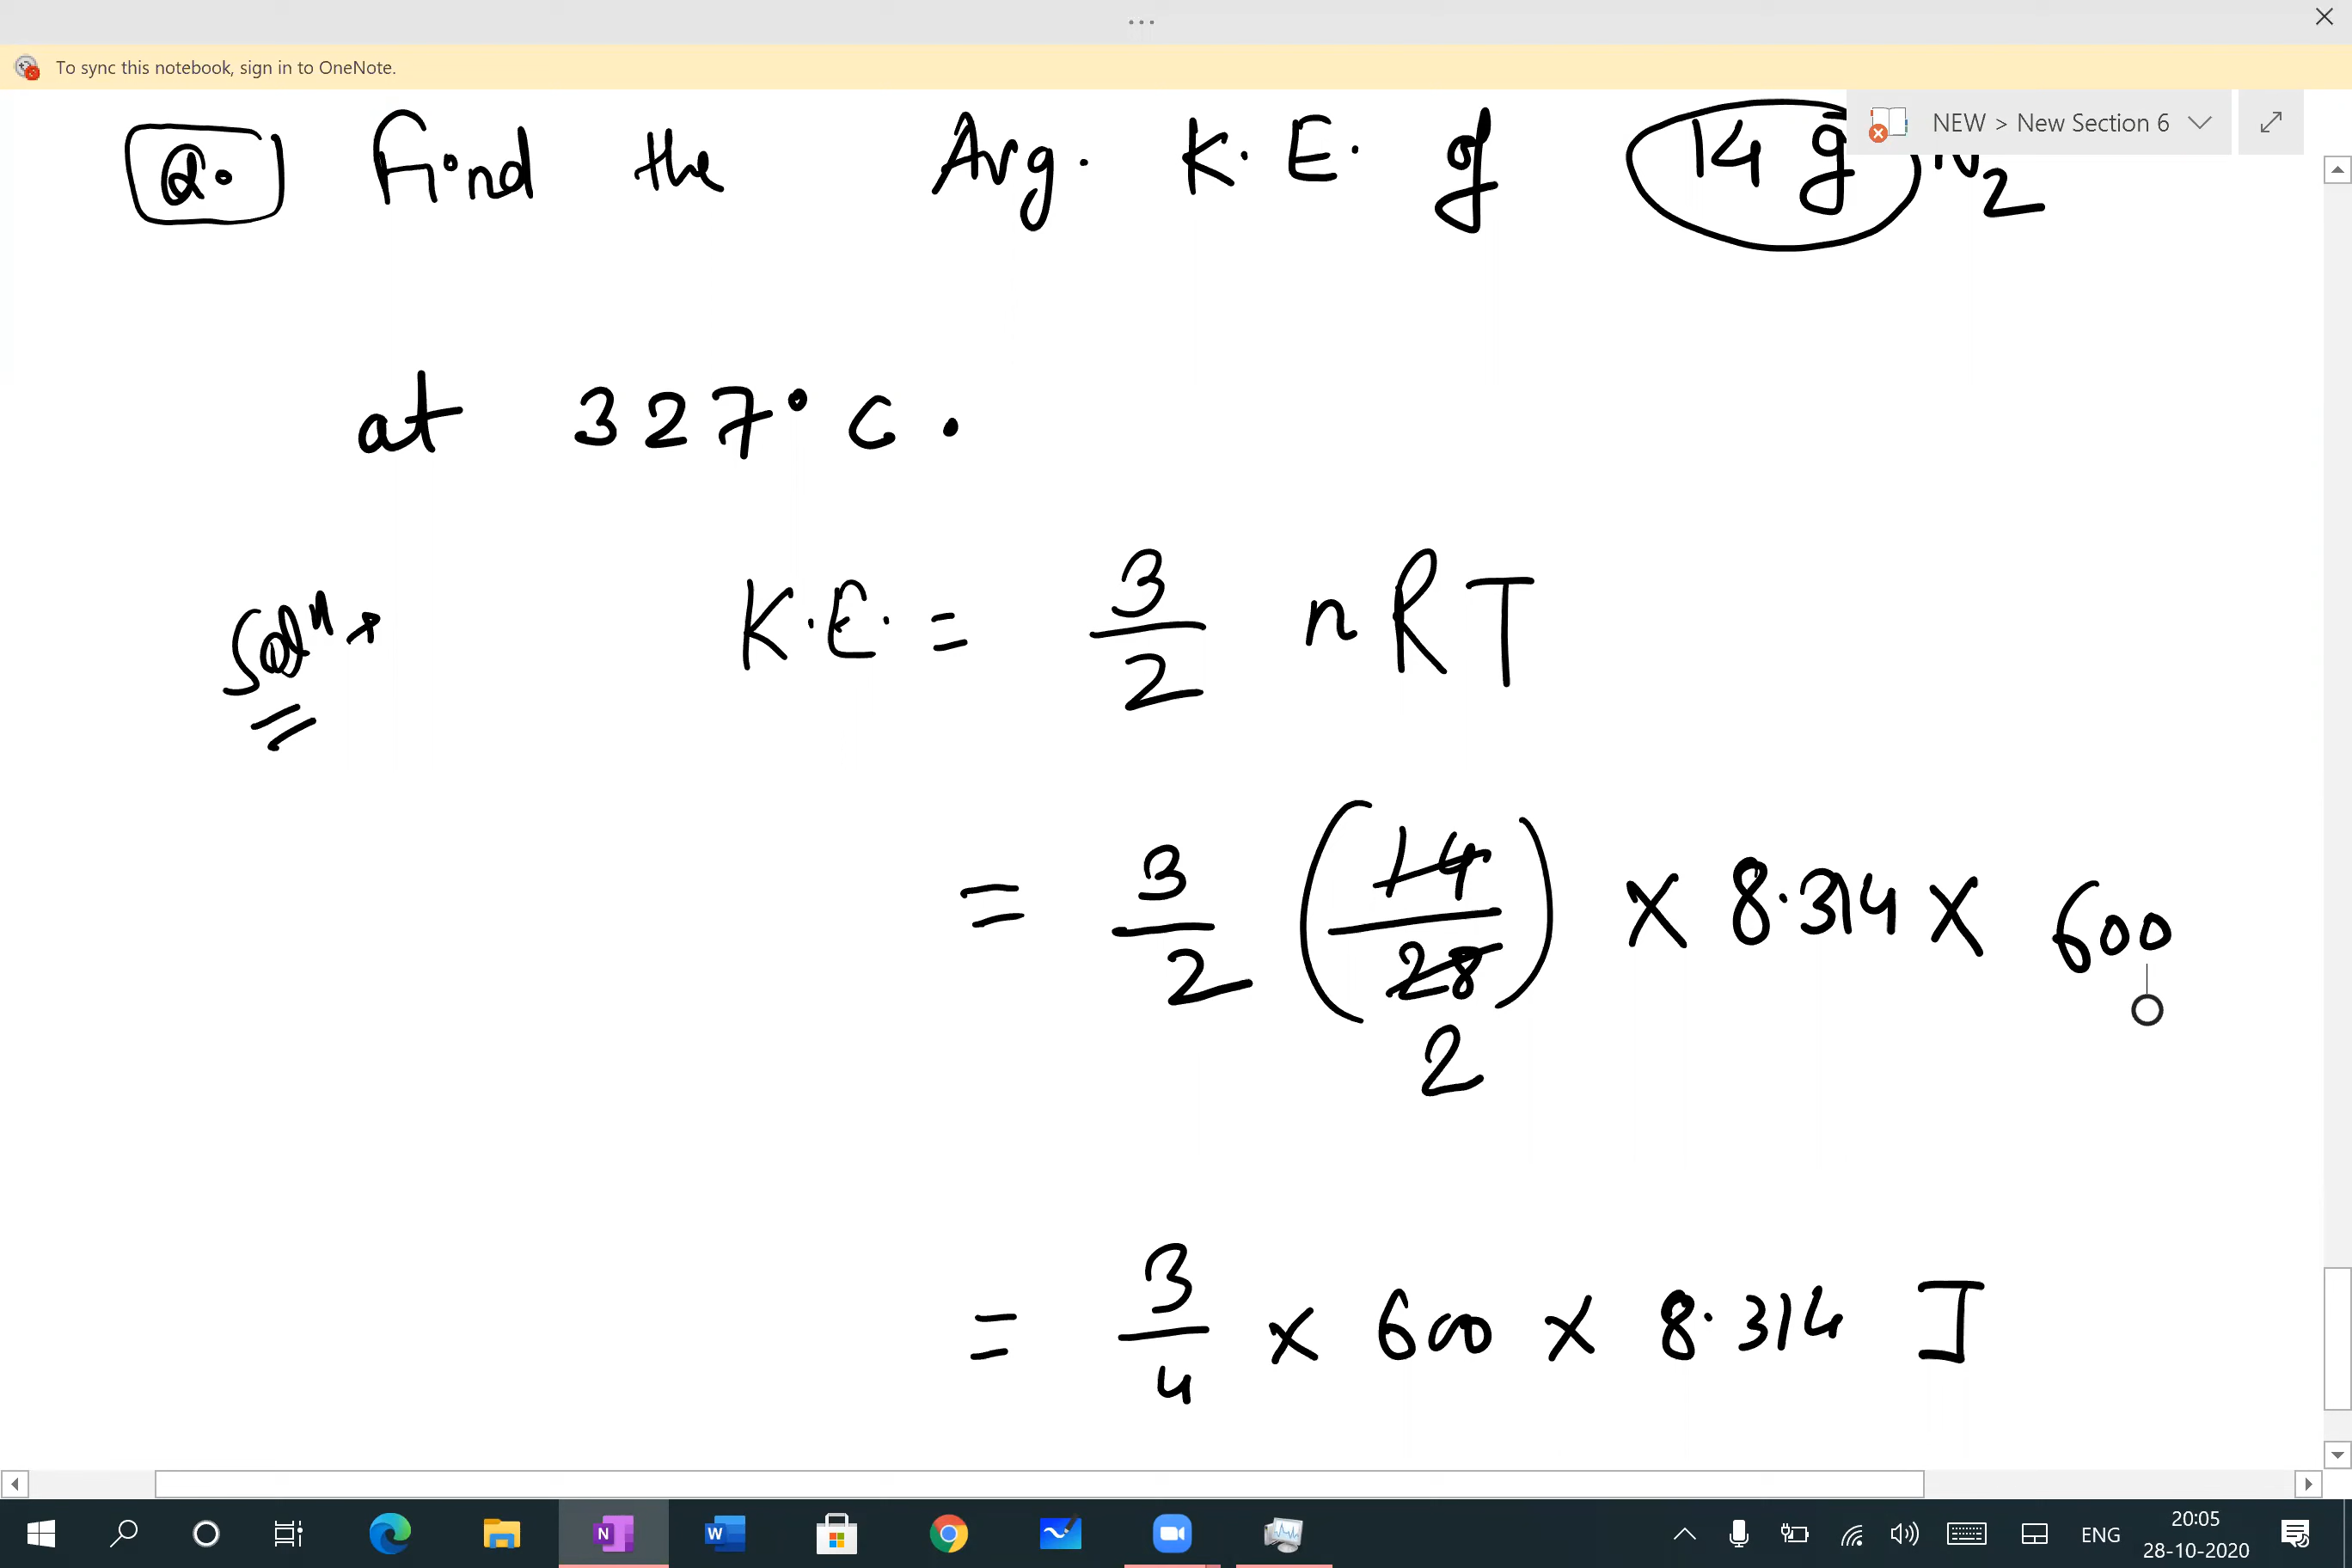 To sync this notebook, sign in to OneNote.
NEW > New Section 6
Q. Find the Avg. K.E. of 14 g N2
at 327°C.
Soln K.E. = 3/2 nRT
= 3/2 (14/28) × 8.314 × 600
2
= 3/4 × 600 × 8.314 J
ENG
20:05
28-10-2020